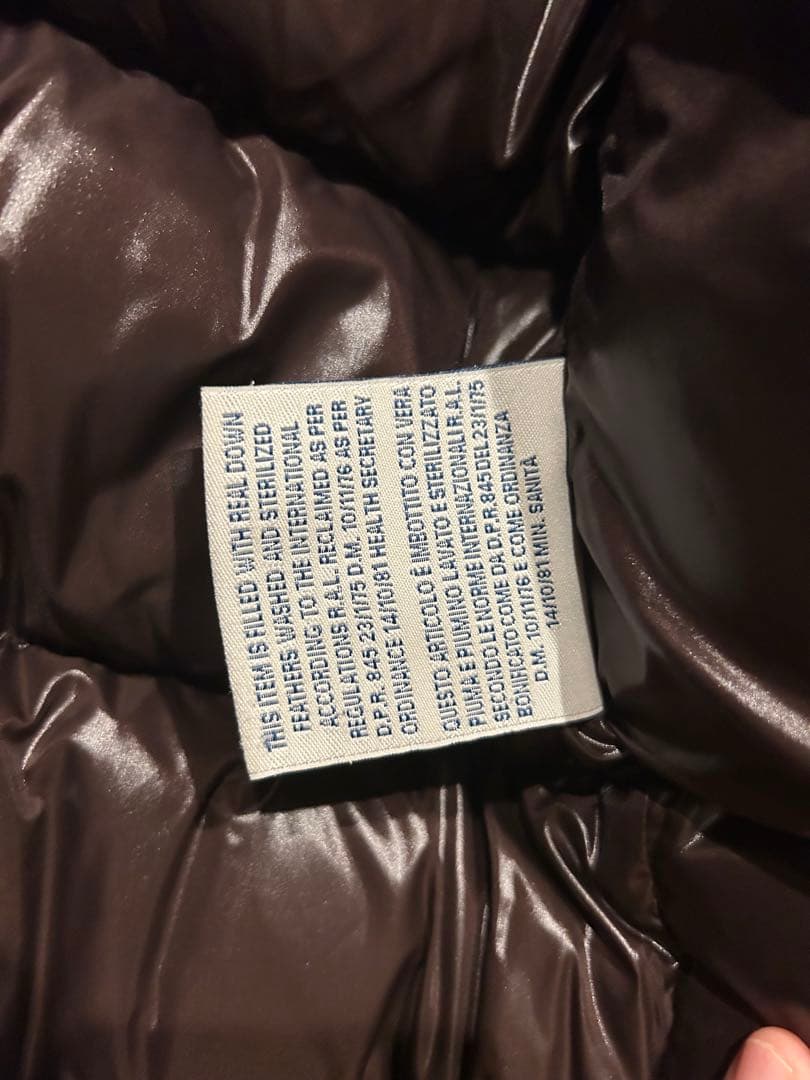 THIS ITEM IS FILLED WITH REAL DOWN
FEATHERS WASHED AND STERILIZED
ACCORDING TO THE INTERNATIONAL
REGULATIONS R.A.L. RECLAIMED AS PER
D.P.R. 845 23/1/75 D.M. 10/11/76 AS PER
ORDINANCE 14/10/81 HEALTH SECRETARY
QUESTO ARTICOLO È IMBOTTITO CON VERA
PIUMA E PIUMINO LAVATO E STERILIZZATO
SECONDO LE NORME INTERNAZIONALI R.A.L.
BONIFICATO COME DA D.P.R 845 DEL 23/1/75
D.M. 10/11/76 E COME ORDINANZA
14/10/81 MIN. SANITA